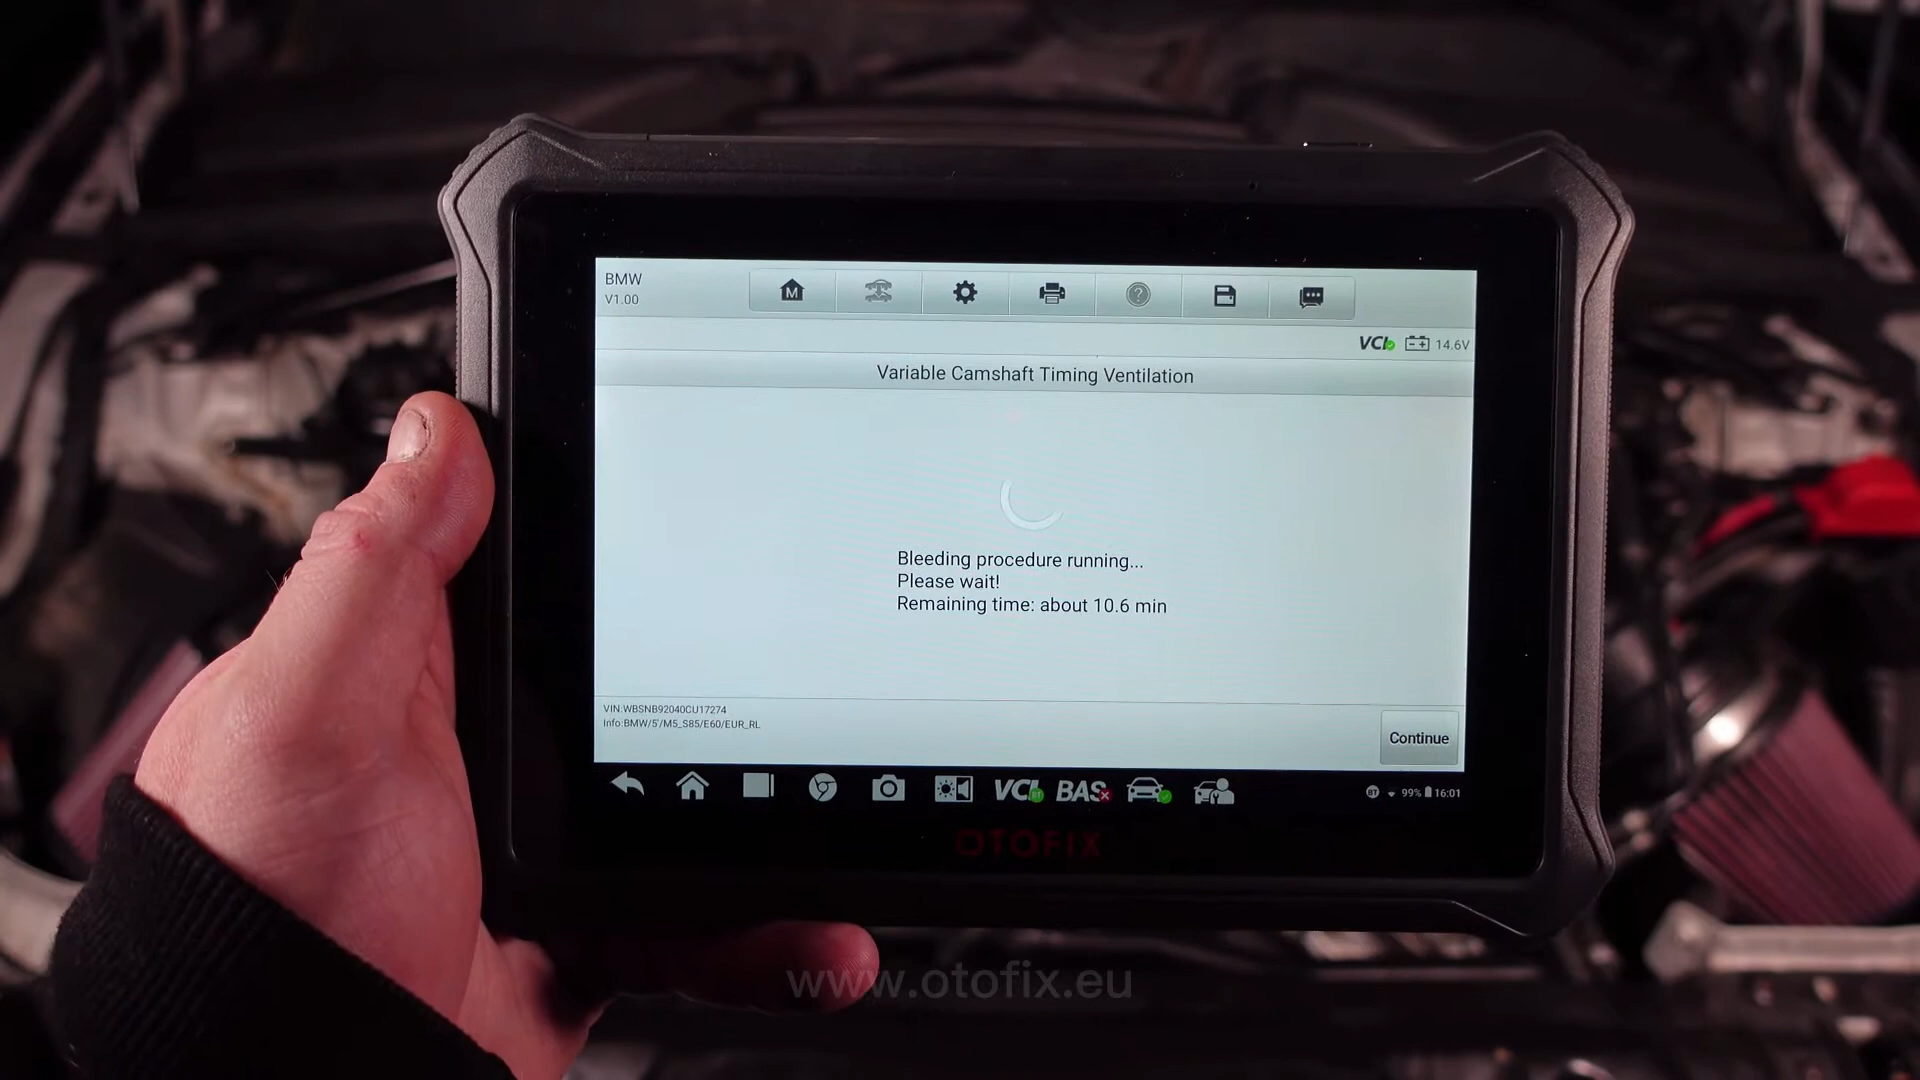 BMW
V1.00
M
?
VCI
14.6V
Variable Camshaft Timing Ventilation
Bleeding procedure running...
Please wait!
Remaining time: about 10.6 min
VIN:WBSNB92040CU17274
Info:BMW/5'/M5_S85/E60/EUR_RL
Continue
VCI BT BAS
BT 99% 16:01
OTOFIX
www.otofix.eu